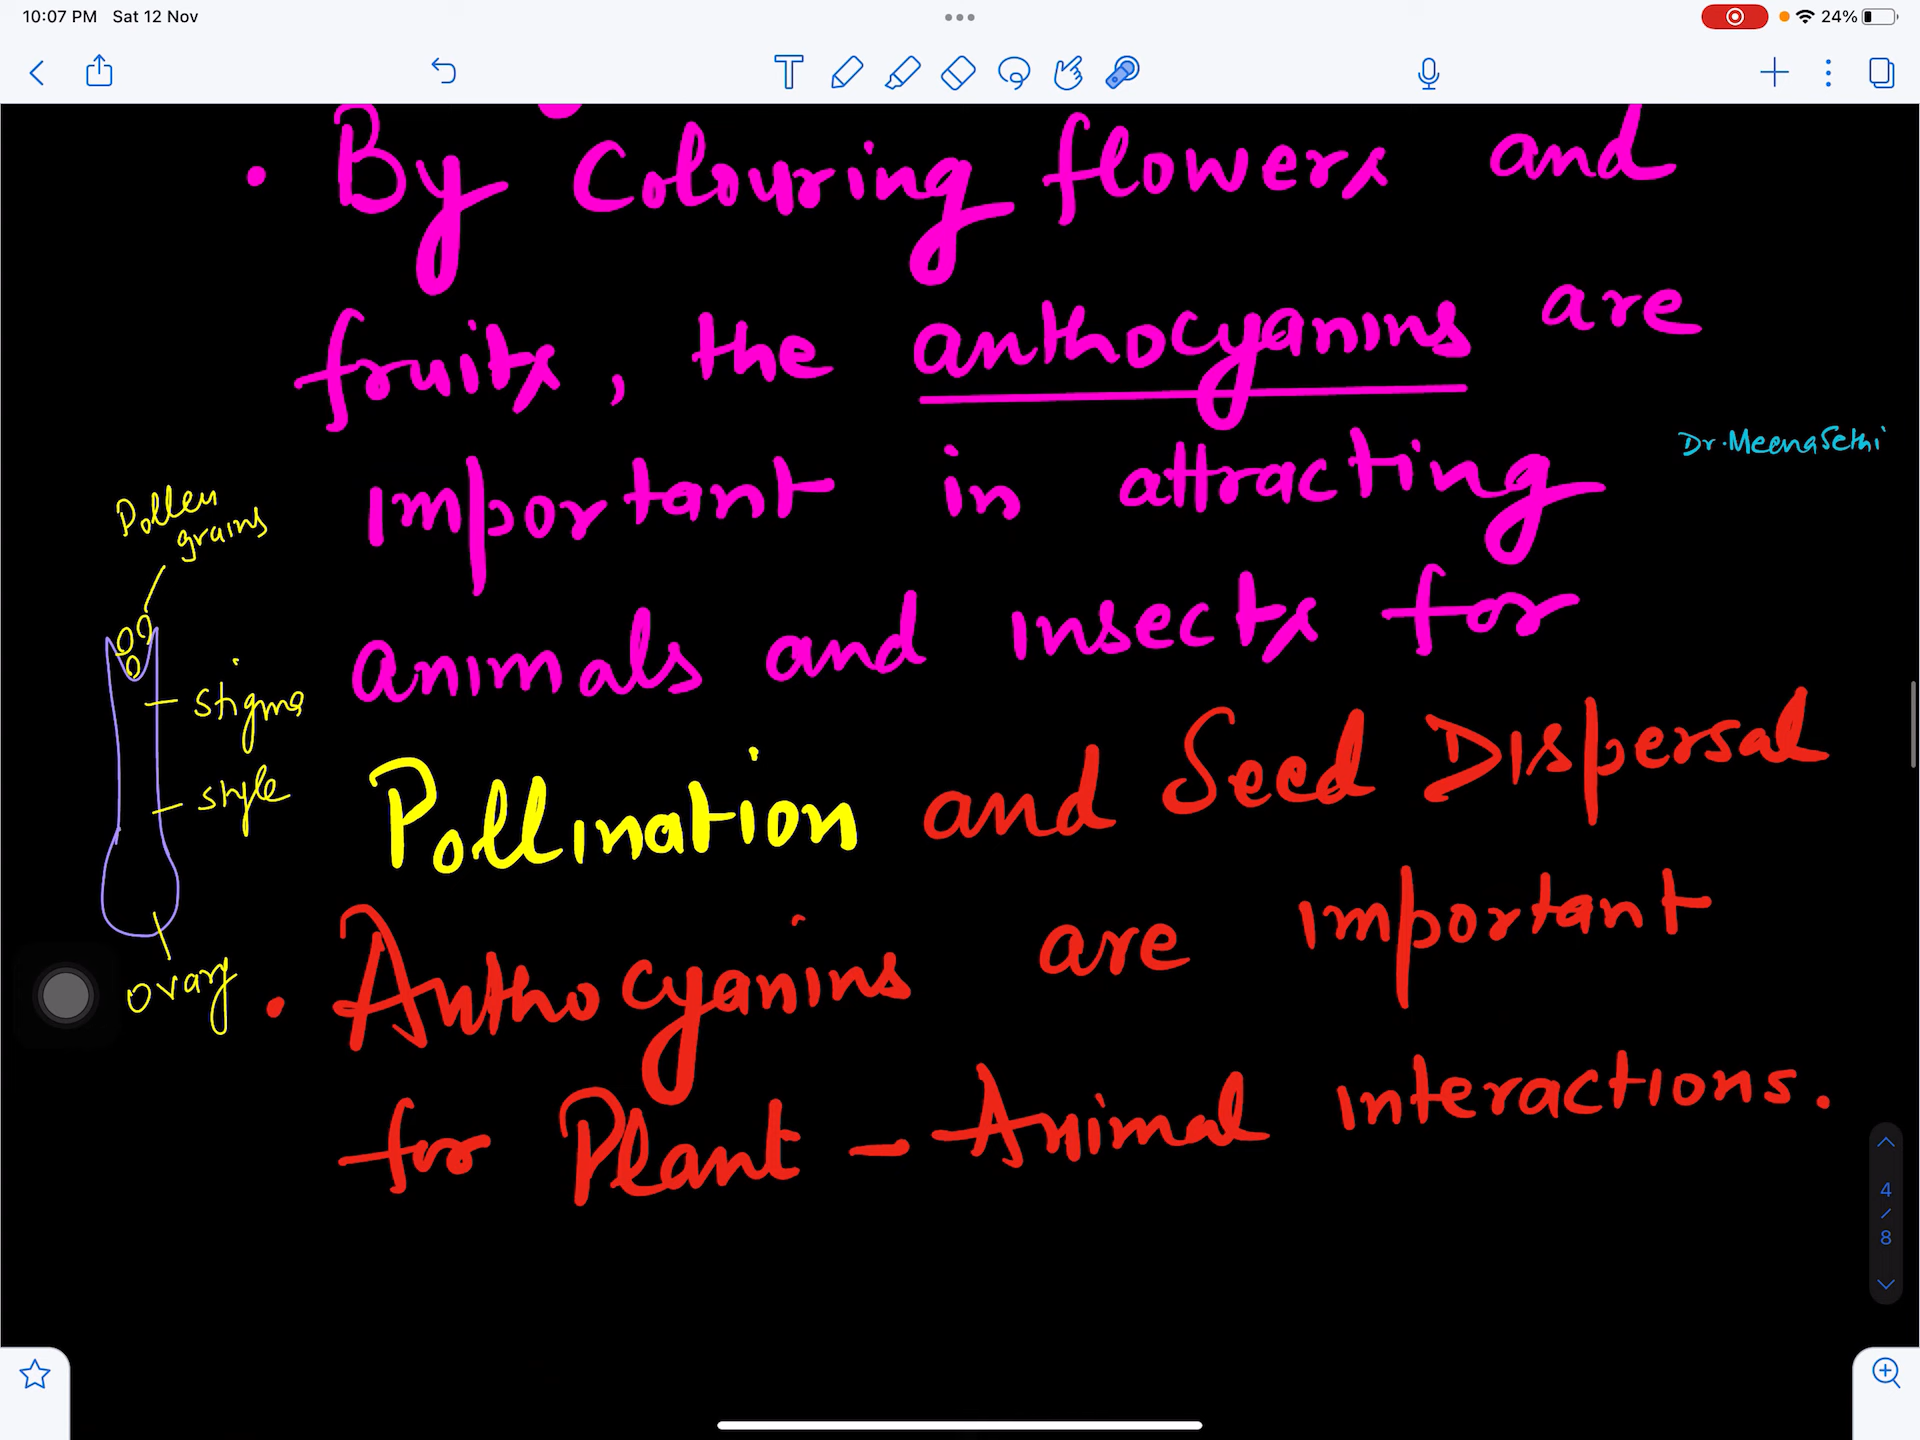 10:07 PM Sat 12 Nov
24%
• By Colouring flowers and
fruits, the anthocyanins are
Dr. Meena Sethi
important in attracting
Pollen
grains
animals and insects for
stigma
style
Pollination and Seed Dispersal
ovary
• Anthocyanins are important
for Plant - Animal interactions.
4
/
8